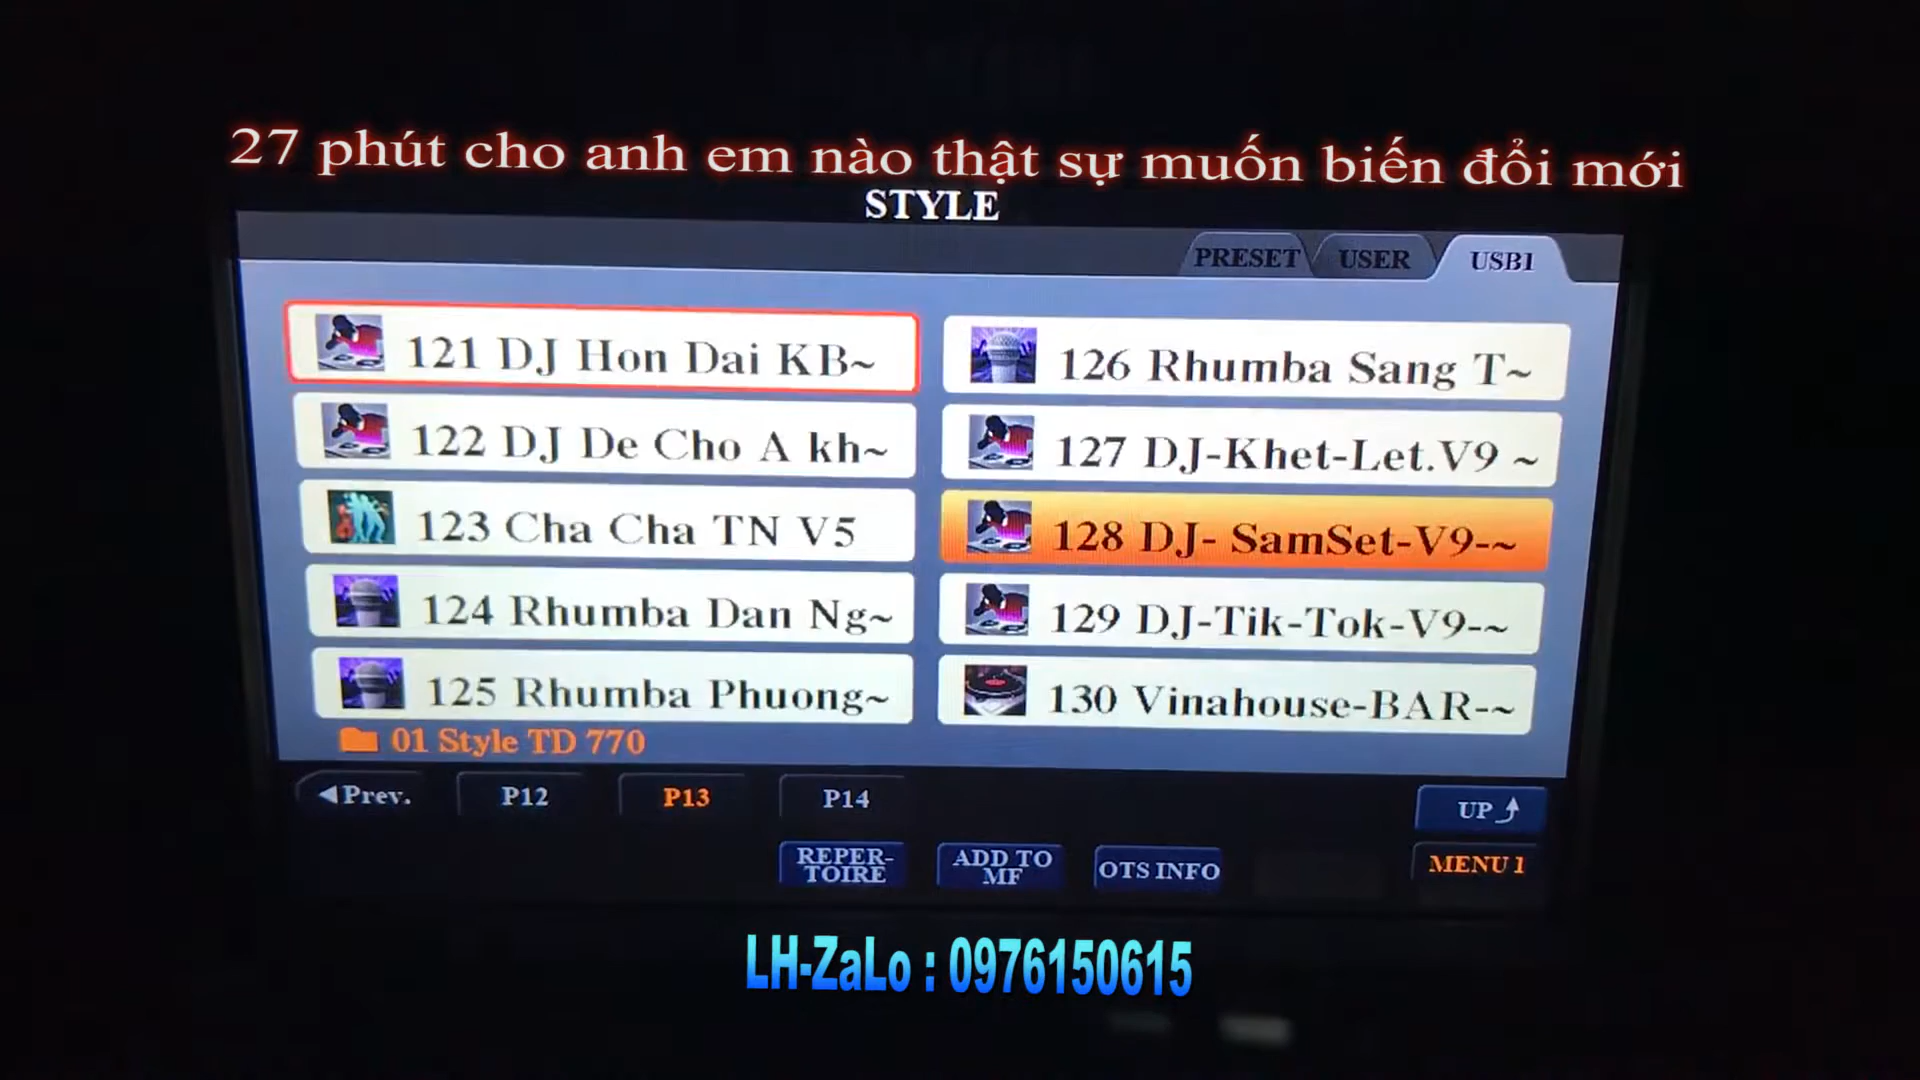 27 phút cho anh em nào thật sự muốn biến đổi mới
STYLE
PRESET
USER
USB1
121 DJ Hon Dai KB~
122 DJ De Cho A kh~
123 Cha Cha TN V5
124 Rhumba Dan Ng~
125 Rhumba Phuong~
126 Rhumba Sang T~
127 DJ-Khet-Let.V9 ~
128 DJ- SamSet-V9-~
129 DJ-Tik-Tok-V9-~
130 Vinahouse-BAR-~
01 Style TD 770
◀Prev.
P12
P13
P14
UP
REPER-
TOIRE
ADD TO
MF
OTS INFO
MENU 1
LH-ZaLo : 0976150615